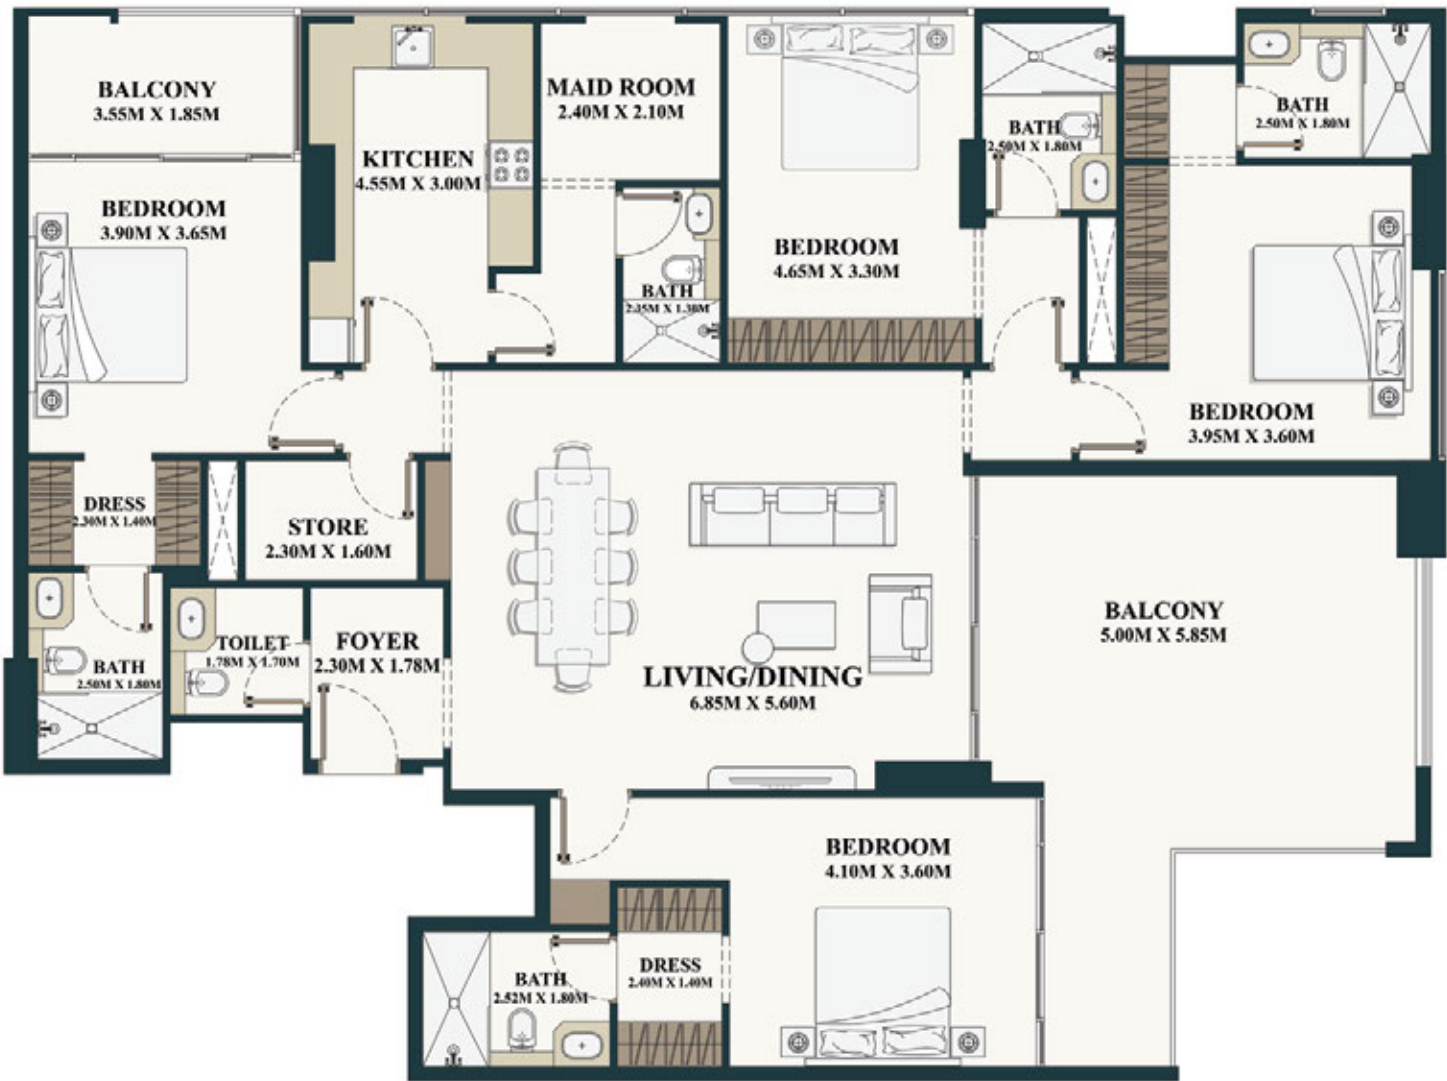 BALCONY
3.55M X 1.85M
KITCHEN
4.55M X 3.00M
MAID ROOM
2.40M X 2.10M
BATH
2.50M X 1.80M
BATH
2.50M X 1.80M
BEDROOM
3.90M X 3.65M
BEDROOM
4.65M X 3.30M
BATH
2.35M X 1.30M
BEDROOM
3.95M X 3.60M
DRESS
2.30M X 1.40M
STORE
2.30M X 1.60M
BALCONY
5.00M X 5.85M
TOILET
1.78M X 1.70M
FOYER
2.30M X 1.78M
BATH
2.50M X 1.80M
LIVING/DINING
6.85M X 5.60M
BEDROOM
4.10M X 3.60M
BATH
2.52M X 1.80M
DRESS
2.40M X 1.40M